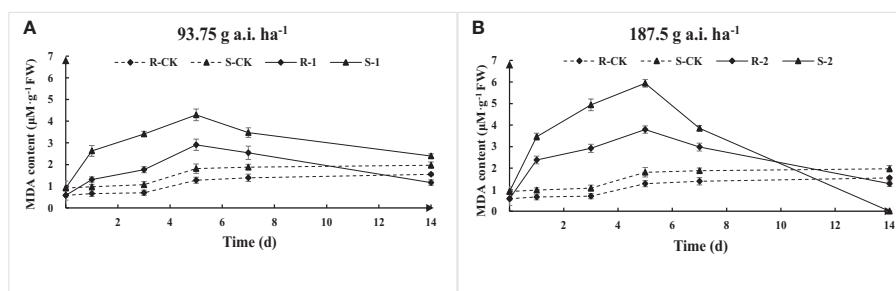 A
93.75 g a.i. ha⁻¹
R-CK S-CK R-1 S-1
MDA content (μM·g⁻¹ FW)
7
6
5
4
3
2
1
0
2 4 6 8 10 12 14
Time (d)
B
187.5 g a.i. ha⁻¹
R-CK S-CK R-2 S-2
MDA content (μM·g⁻¹ FW)
7
6
5
4
3
2
1
0
2 4 6 8 10 12 14
Time (d)